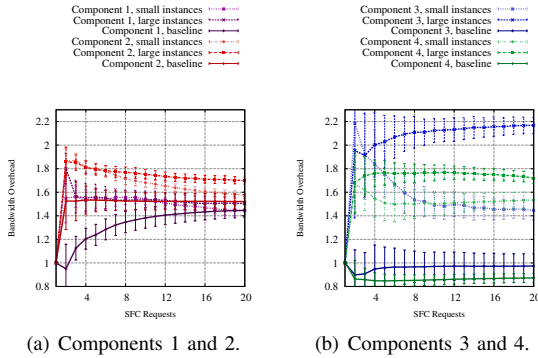 Component 1, small instances
Component 1, large instances
Component 1, baseline
Component 2, small instances
Component 2, large instances
Component 2, baseline
2.2
2
1.8
1.6
1.4
1.2
1
0.8
Bandwidth Overhead
4
8
12
16
20
SFC Requests
(a) Components 1 and 2.
Component 3, small instances
Component 3, large instances
Component 3, baseline
Component 4, small instances
Component 4, large instances
Component 4, baseline
2.2
2
1.8
1.6
1.4
1.2
1
0.8
Bandwidth Overhead
4
8
12
16
20
SFC Requests
(b) Components 3 and 4.